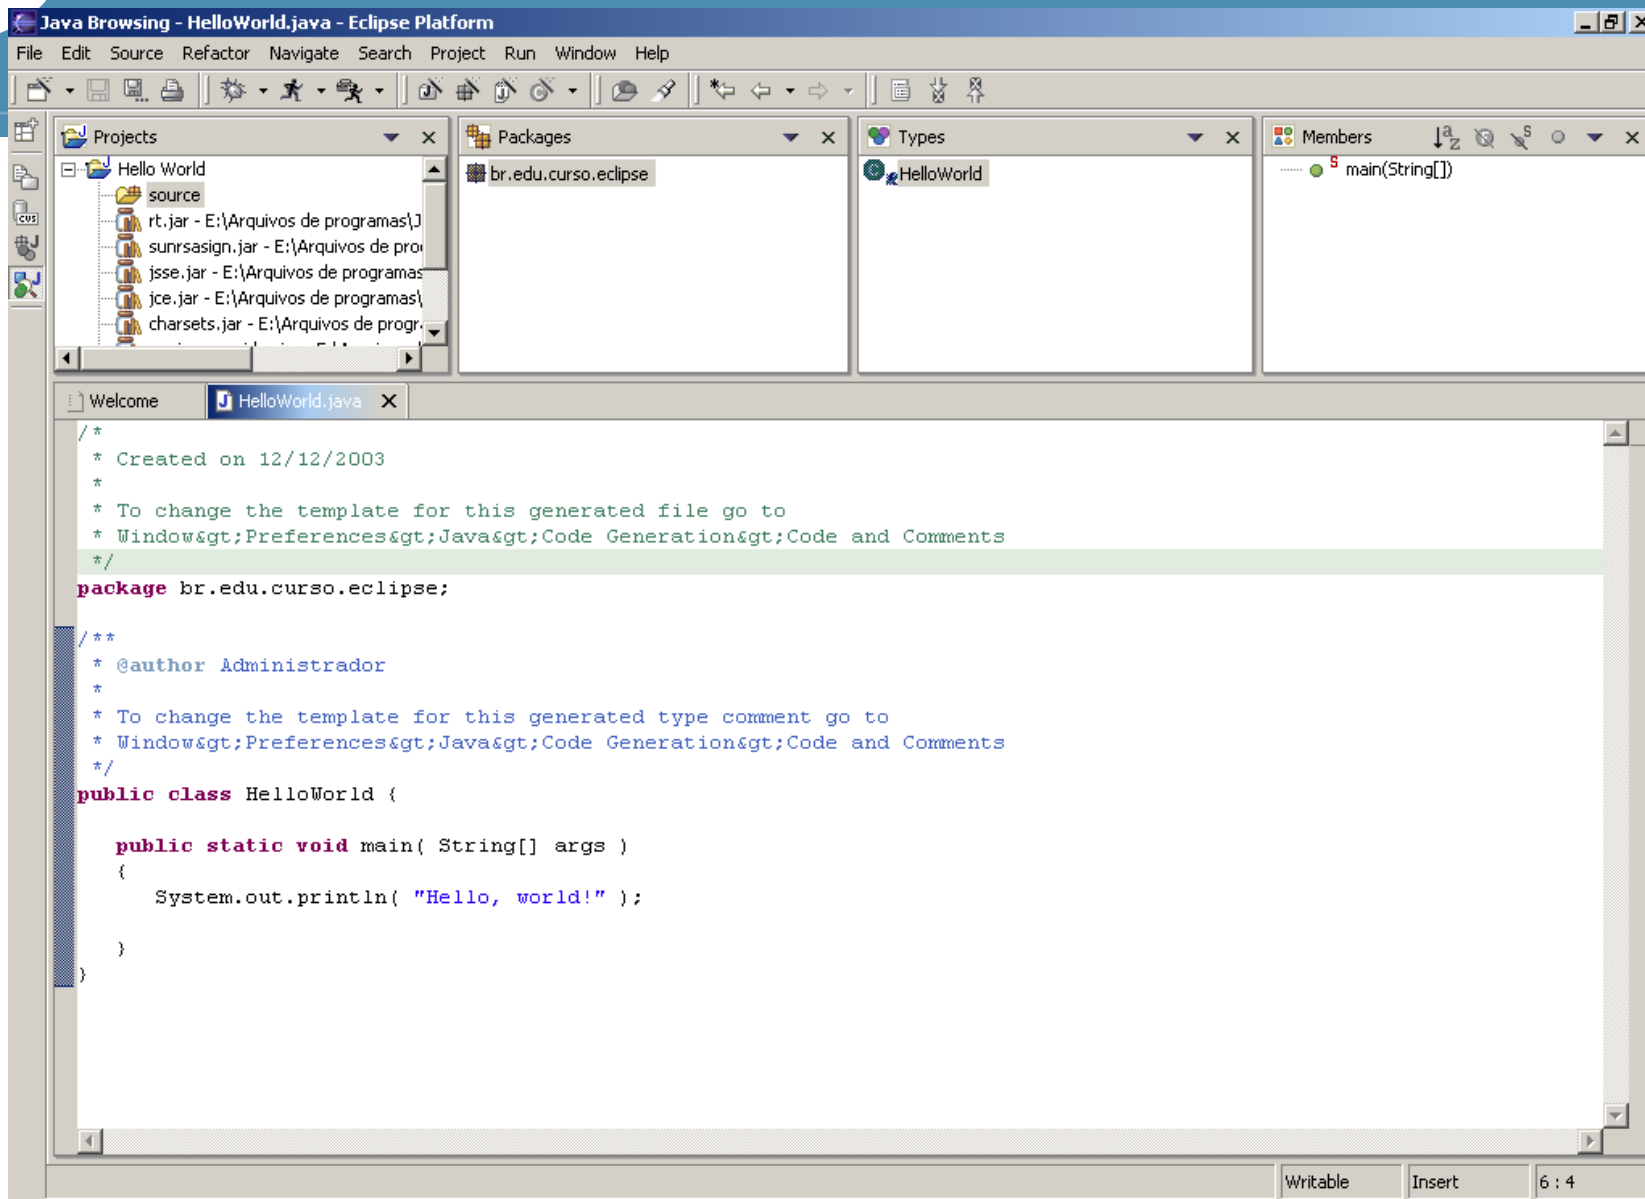 Java Browsing - HelloWorld.java - Eclipse Platform
File Edit Source Refactor Navigate Search Project Run Window Help
Projects
Packages
Types
Members
Hello World
source
rt.jar - E:\Arquivos de programas\J
sunrsasign.jar - E:\Arquivos de pro
jsse.jar - E:\Arquivos de programas
jce.jar - E:\Arquivos de programas\
charsets.jar - E:\Arquivos de progr
br.edu.curso.eclipse
HelloWorld
main(String[])
Welcome
HelloWorld.java
/*
 * Created on 12/12/2003
 *
 * To change the template for this generated file go to
 * Window&gt;Preferences&gt;Java&gt;Code Generation&gt;Code and Comments
 */
package br.edu.curso.eclipse;
/**
 * @author Administrador
 *
 * To change the template for this generated type comment go to
 * Window&gt;Preferences&gt;Java&gt;Code Generation&gt;Code and Comments
 */
public class HelloWorld {
public static void main( String[] args )
{
System.out.println( "Hello, world!" );
}
}
Writable Insert 6 : 4